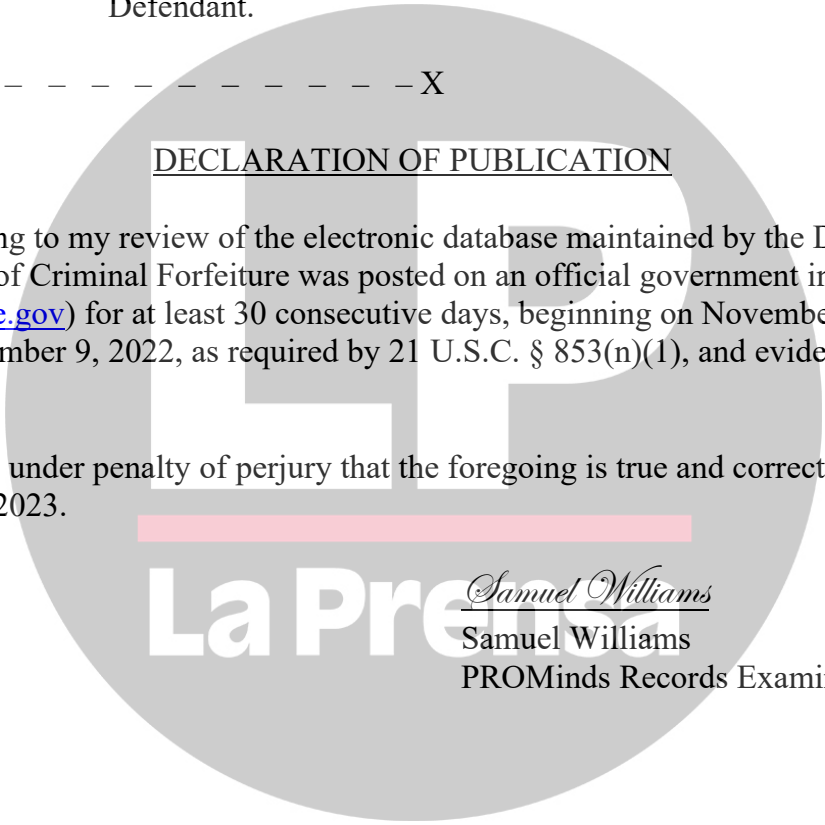 Defendant.
– – – – – – – – – – X
DECLARATION OF PUBLICATION
ng to my review of the electronic database maintained by the D
of Criminal Forfeiture was posted on an official government in
e.gov) for at least 30 consecutive days, beginning on Novembe
mber 9, 2022, as required by 21 U.S.C. § 853(n)(1), and evide
under penalty of perjury that the foregoing is true and correct
2023.
Samuel Williams
Samuel Williams
PROMinds Records Exami
LP
La Prensa